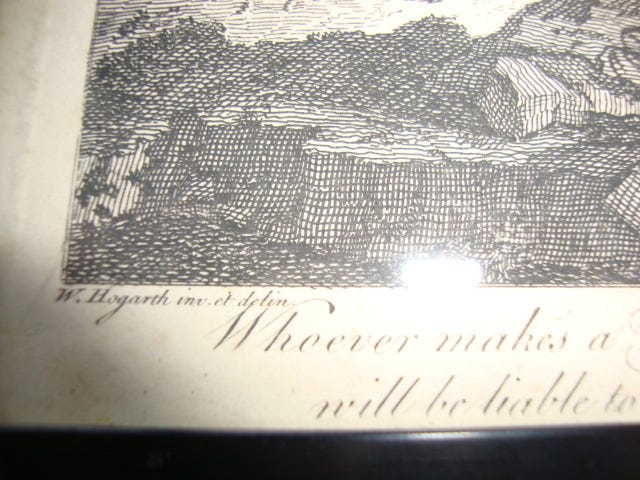 W. Hogarth inv. et delin.
Whoever makes a
will be liable to